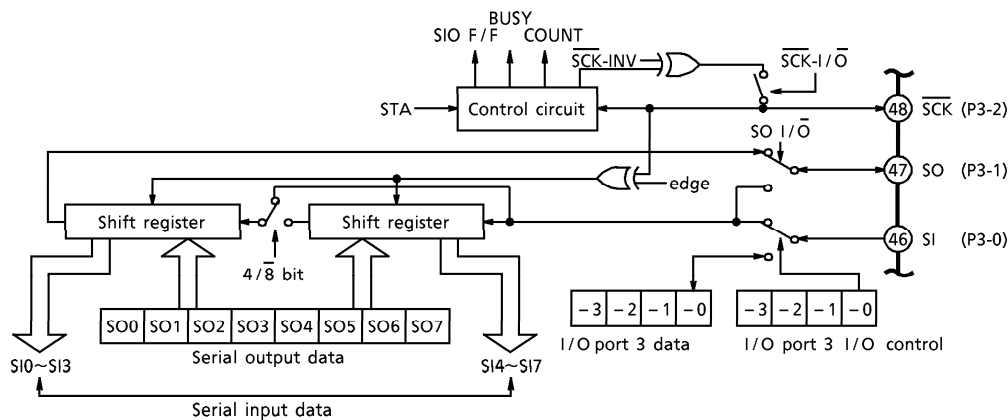 BUSY
SIO F/F COUNT
SCK-INV
SCK-I/O
STA
Control circuit
48 SCK (P3-2)
SO I/O
47 SO (P3-1)
edge
Shift register
Shift register
46 SI (P3-0)
4/8 bit
SO0 SO1 SO2 SO3 SO4 SO5 SO6 SO7
-3 -2 -1 -0
-3 -2 -1 -0
Serial output data
I/O port 3 data
I/O port 3 I/O control
SI0~SI3
SI4~SI7
Serial input data